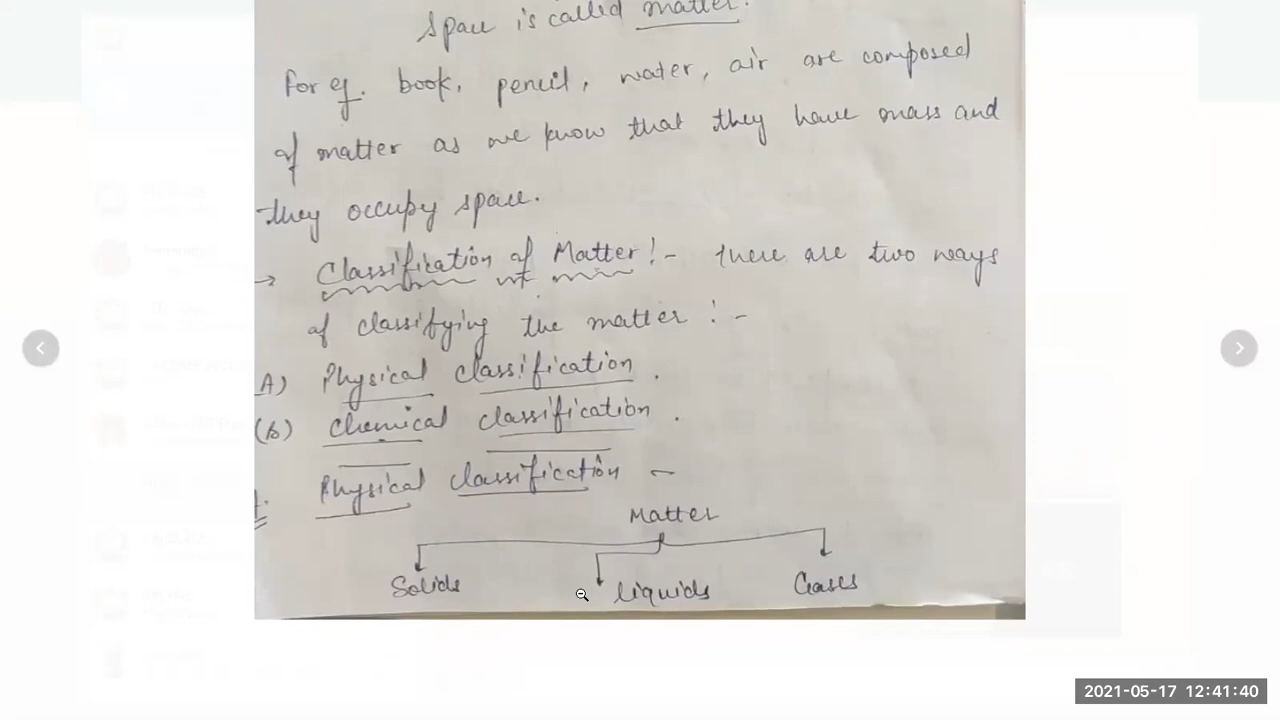 Space is called matter.
For eg. book, pencil, water, air are composed
of matter as we know that they have mass and
they occupy space.
→ Classification of Matter!- There are two ways
of classifying the matter :-
A) Physical classification.
(B) Chemical classification.
Physical classification -
Matter
Solids liquids Gases
2021-05-17 12:41:40